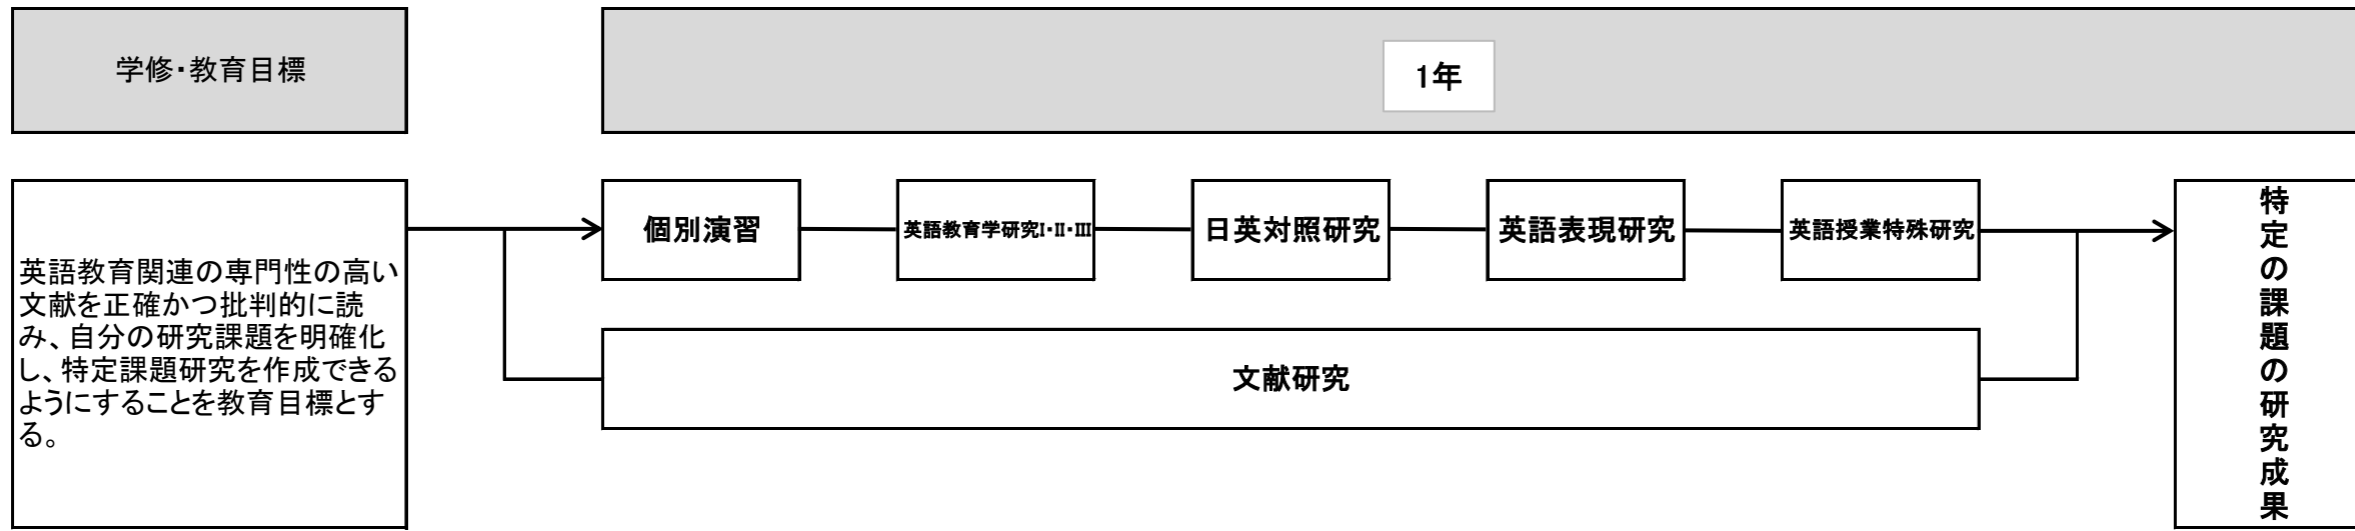 学修・教育目標
1年
英語教育関連の専門性の高い
文献を正確かつ批判的に読
み、自分の研究課題を明確化
し、特定課題研究を作成できる
ようにすることを教育目標とす
る。
個別演習
英語教育学研究Ⅰ・Ⅱ・Ⅲ
日英対照研究
英語表現研究
英語授業特殊研究
文献研究
特定の課題の研究成果